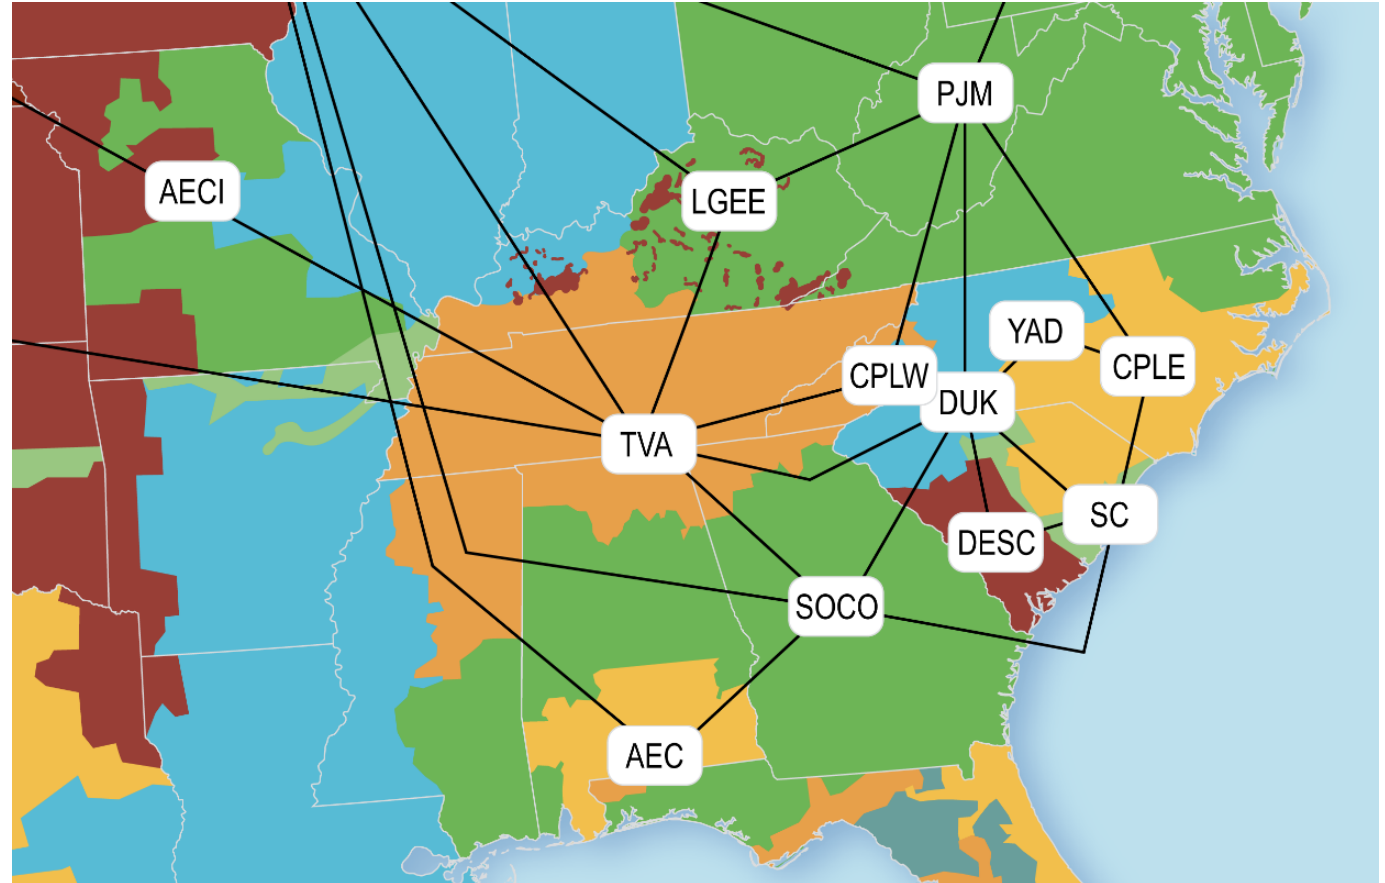 PJM
AECI
LGEE
YAD
CPLE
CPLW
DUK
TVA
SC
DESC
SOCO
AEC